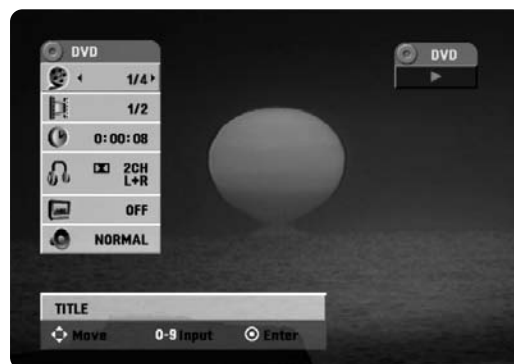 DVD
1/4
1/2
0:00:08
2CH
L+R
OFF
NORMAL
DVD
TITLE
Move 0-9 Input Enter